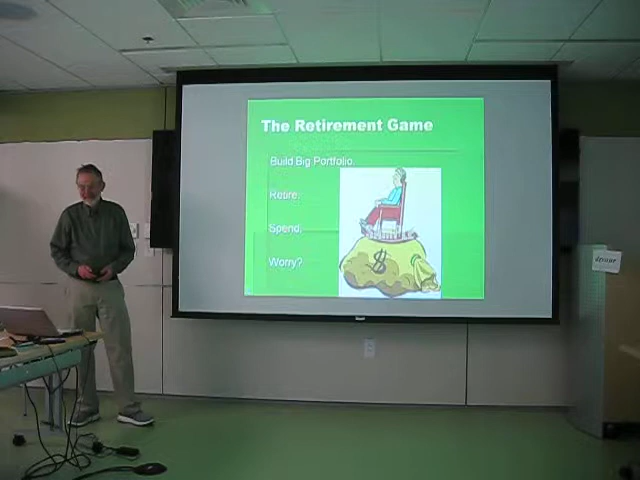 The Retirement Game
Build Big Portfolio.
Retire.
Spend.
Worry?
$